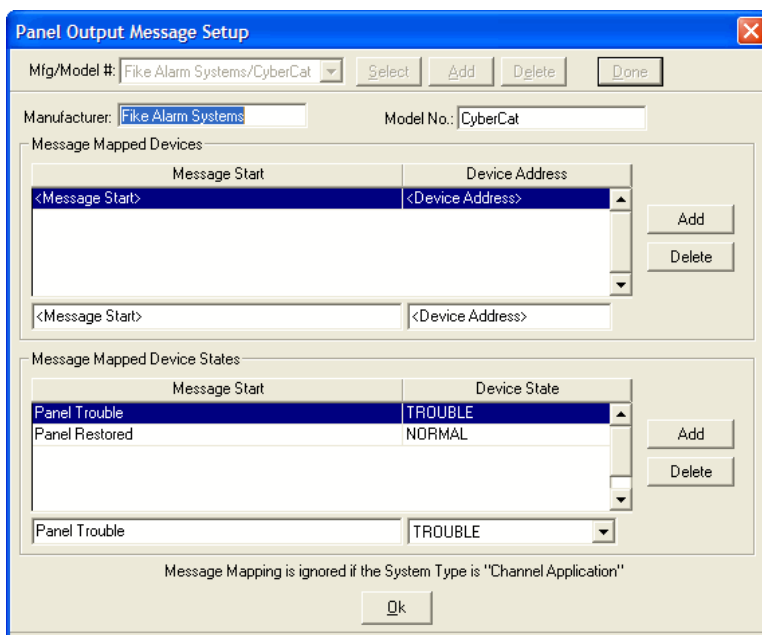 Panel Output Message Setup
Mfg/Model #: Fike Alarm Systems/CyberCat Select Add Delete Done
Manufacturer: Fike Alarm Systems Model No.: CyberCat
Message Mapped Devices
Message Start Device Address
<Message Start> <Device Address>
Add
Delete
<Message Start> <Device Address>
Message Mapped Device States
Message Start Device State
Panel Trouble TROUBLE
Panel Restored NORMAL
Add
Delete
Panel Trouble TROUBLE
Message Mapping is ignored if the System Type is "Channel Application"
Ok